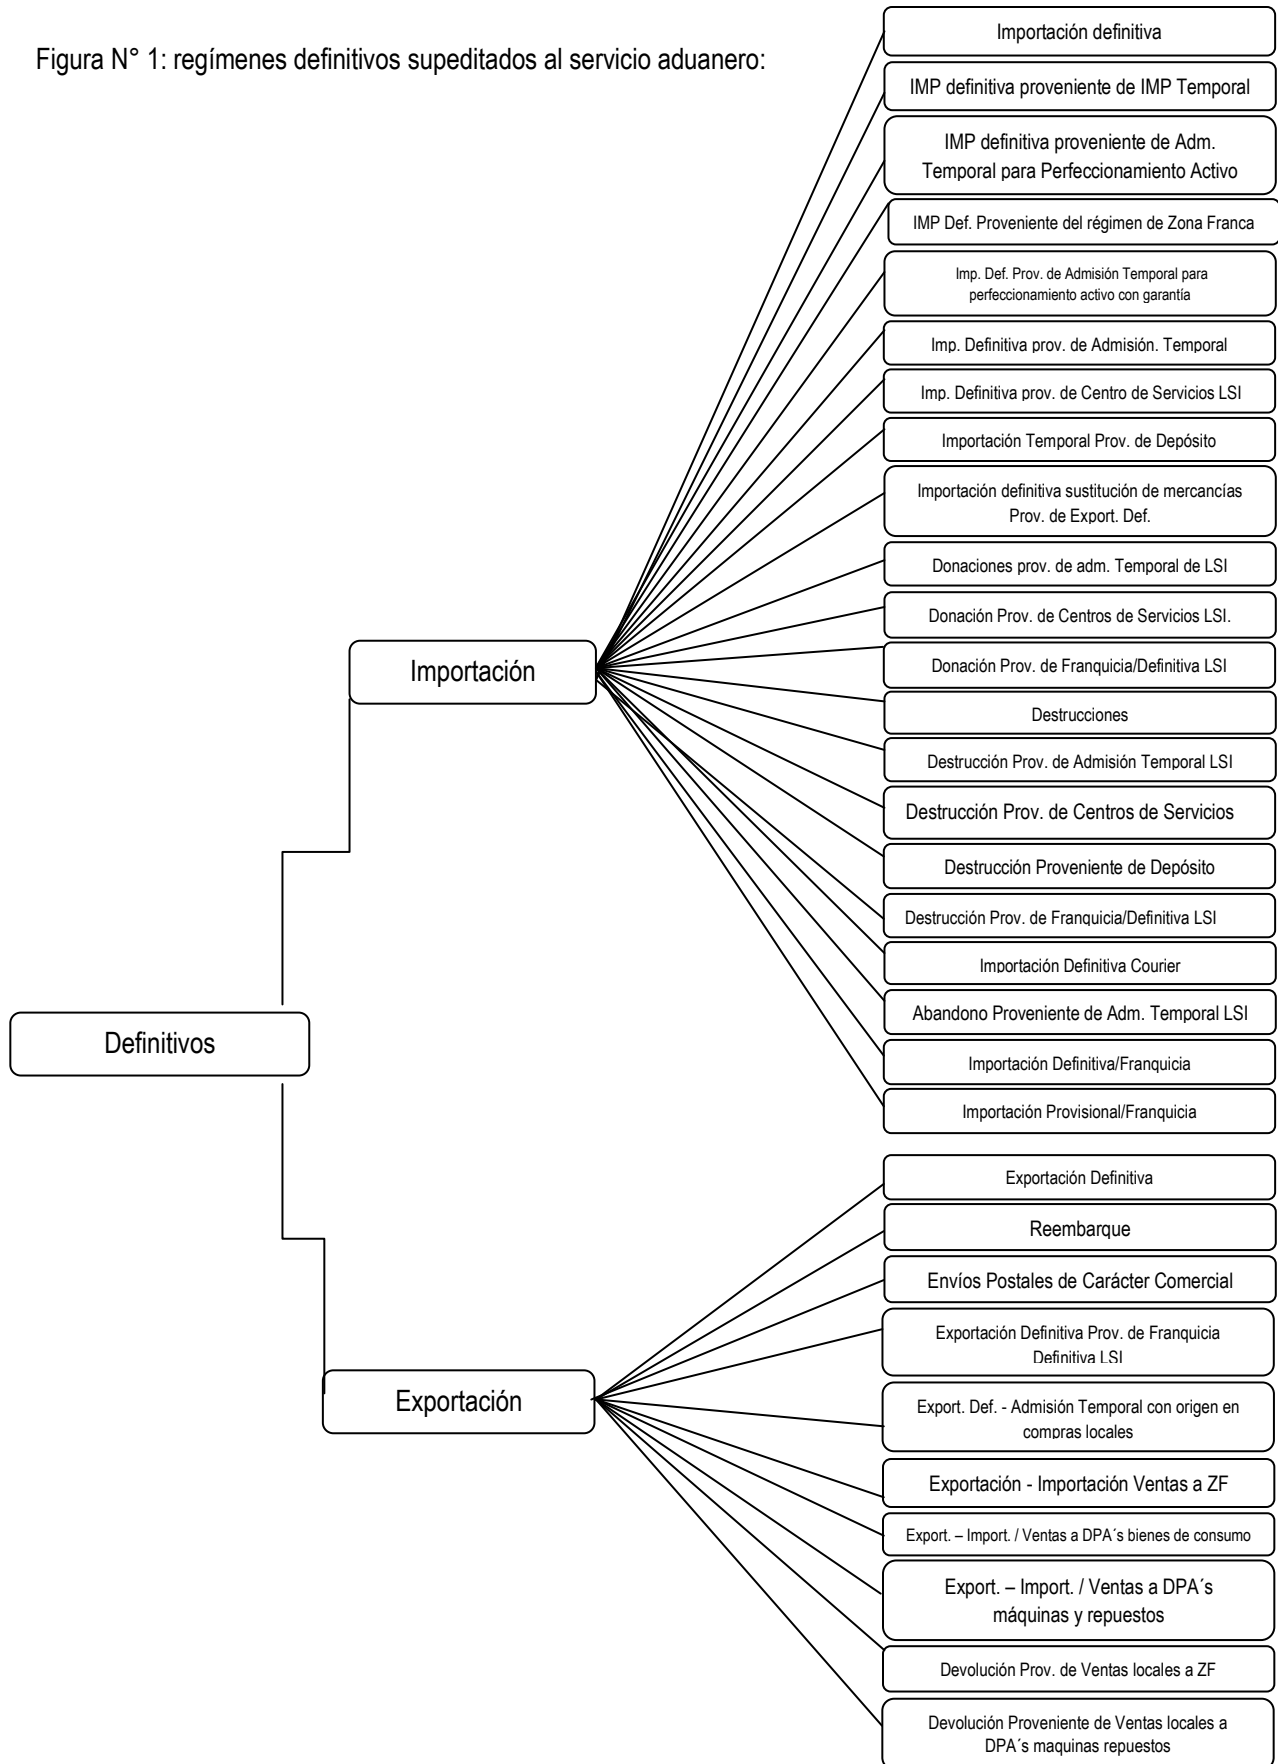 Figura N° 1: regímenes definitivos supeditados al servicio aduanero:
Importación definitiva
IMP definitiva proveniente de IMP Temporal
IMP definitiva proveniente de Adm.
Temporal para Perfeccionamiento Activo
IMP Def. Proveniente del régimen de Zona Franca
Imp. Def. Prov. de Admisión Temporal para
perfeccionamiento activo con garantía
Imp. Definitiva prov. de Admisión. Temporal
Imp. Definitiva prov. de Centro de Servicios LSI
Importación Temporal Prov. de Depósito
Importación definitiva sustitución de mercancías
Prov. de Export. Def.
Donaciones prov. de adm. Temporal de LSI
Donación Prov. de Centros de Servicios LSI.
Donación Prov. de Franquicia/Definitiva LSI
Destrucciones
Destrucción Prov. de Admisión Temporal LSI
Destrucción Prov. de Centros de Servicios
Destrucción Proveniente de Depósito
Destrucción Prov. de Franquicia/Definitiva LSI
Importación Definitiva Courier
Abandono Proveniente de Adm. Temporal LSI
Importación Definitiva/Franquicia
Importación Provisional/Franquicia
Importación
Definitivos
Exportación
Exportación Definitiva
Reembarque
Envíos Postales de Carácter Comercial
Exportación Definitiva Prov. de Franquicia
Definitiva LSI
Export. Def. - Admisión Temporal con origen en
compras locales
Exportación - Importación Ventas a ZF
Export. – Import. / Ventas a DPA´s bienes de consumo
Export. – Import. / Ventas a DPA´s
máquinas y repuestos
Devolución Prov. de Ventas locales a ZF
Devolución Proveniente de Ventas locales a
DPA´s maquinas repuestos